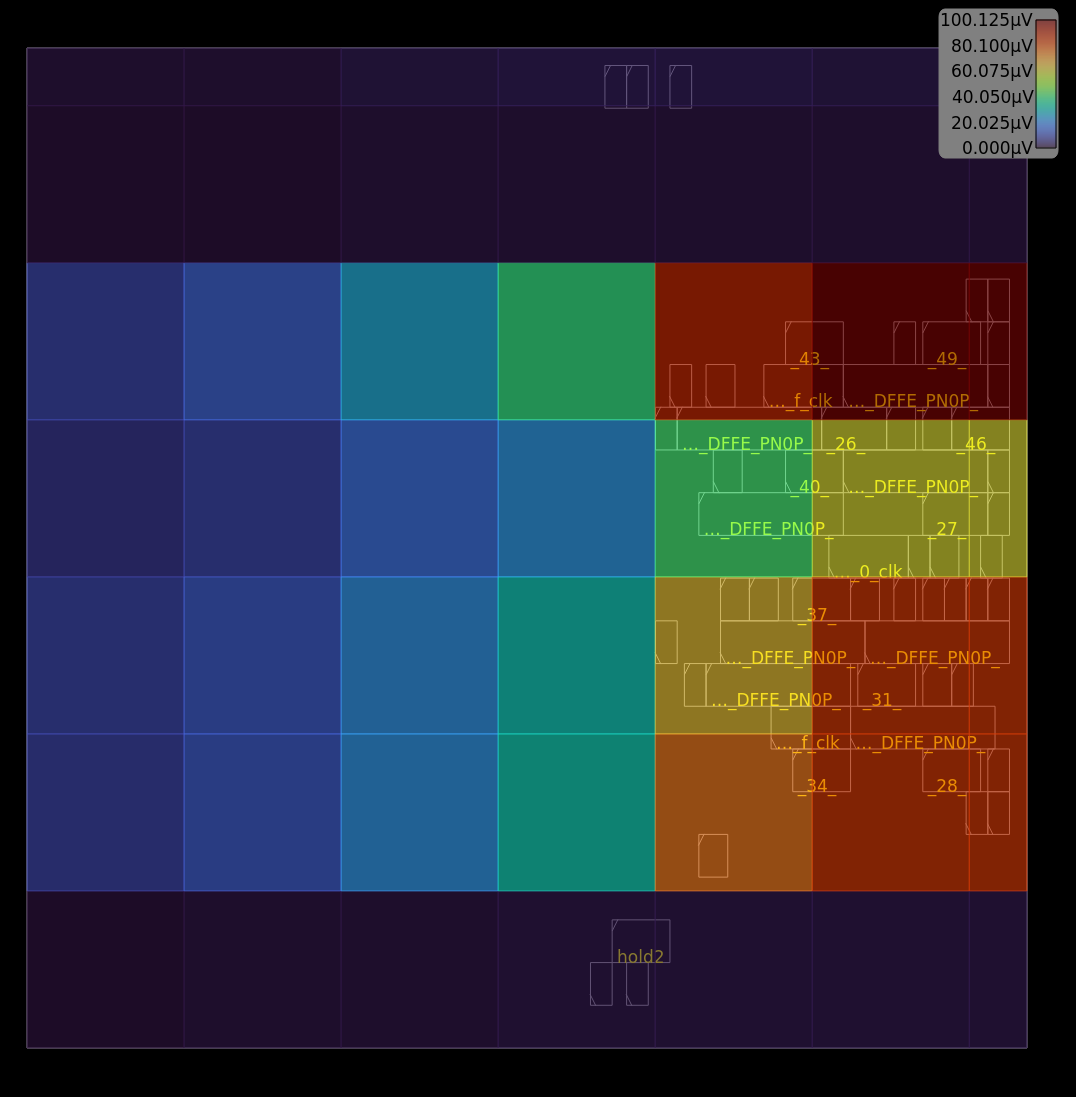 100.125μV
80.100μV
60.075μV
40.050μV
20.025μV
0.000μV
_43_ _49_
..._f_clk ..._DFFE_PN0P_
..._DFFE_PN0P_ _26_ _46_
_40_ ..._DFFE_PN0P_
..._DFFE_PN0P_ _27_
..._0_clk
_37_
..._DFFE_PN0P_ ..._DFFE_PN0P_
..._DFFE_PN0P_ _31_
..._f_clk ..._DFFE_PN0P_
_34_ _28_
hold2